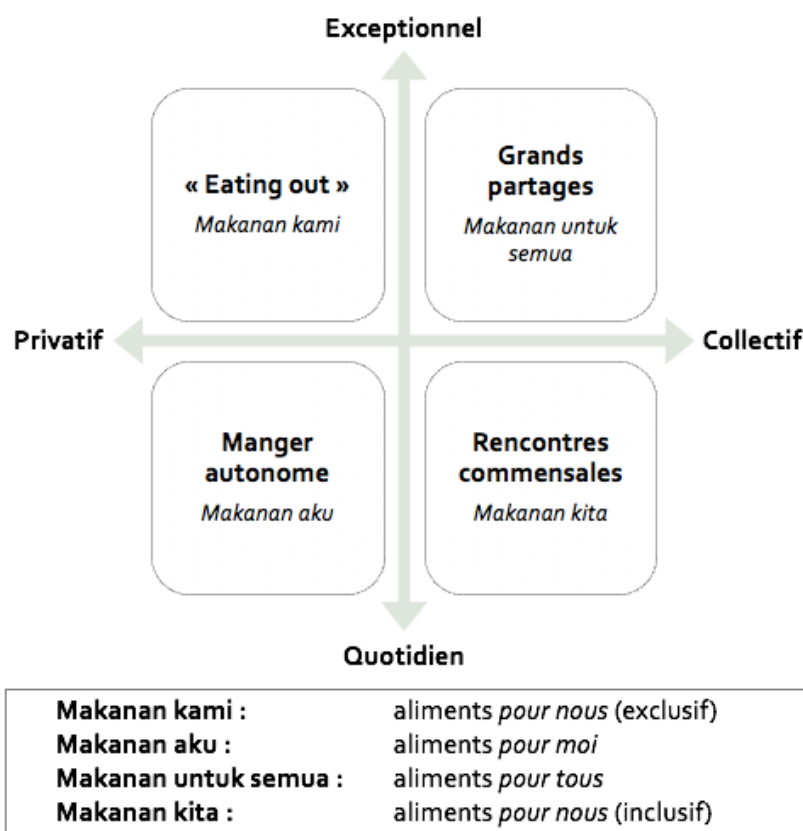 Exceptionnel
« Eating out »
Makanan kami
Grands
partages
Makanan untuk
semua
Privatif
Collectif
Manger
autonome
Makanan aku
Rencontres
commensales
Makanan kita
Quotidien
Makanan kami : aliments pour nous (exclusif)
Makanan aku : aliments pour moi
Makanan untuk semua : aliments pour tous
Makanan kita : aliments pour nous (inclusif)